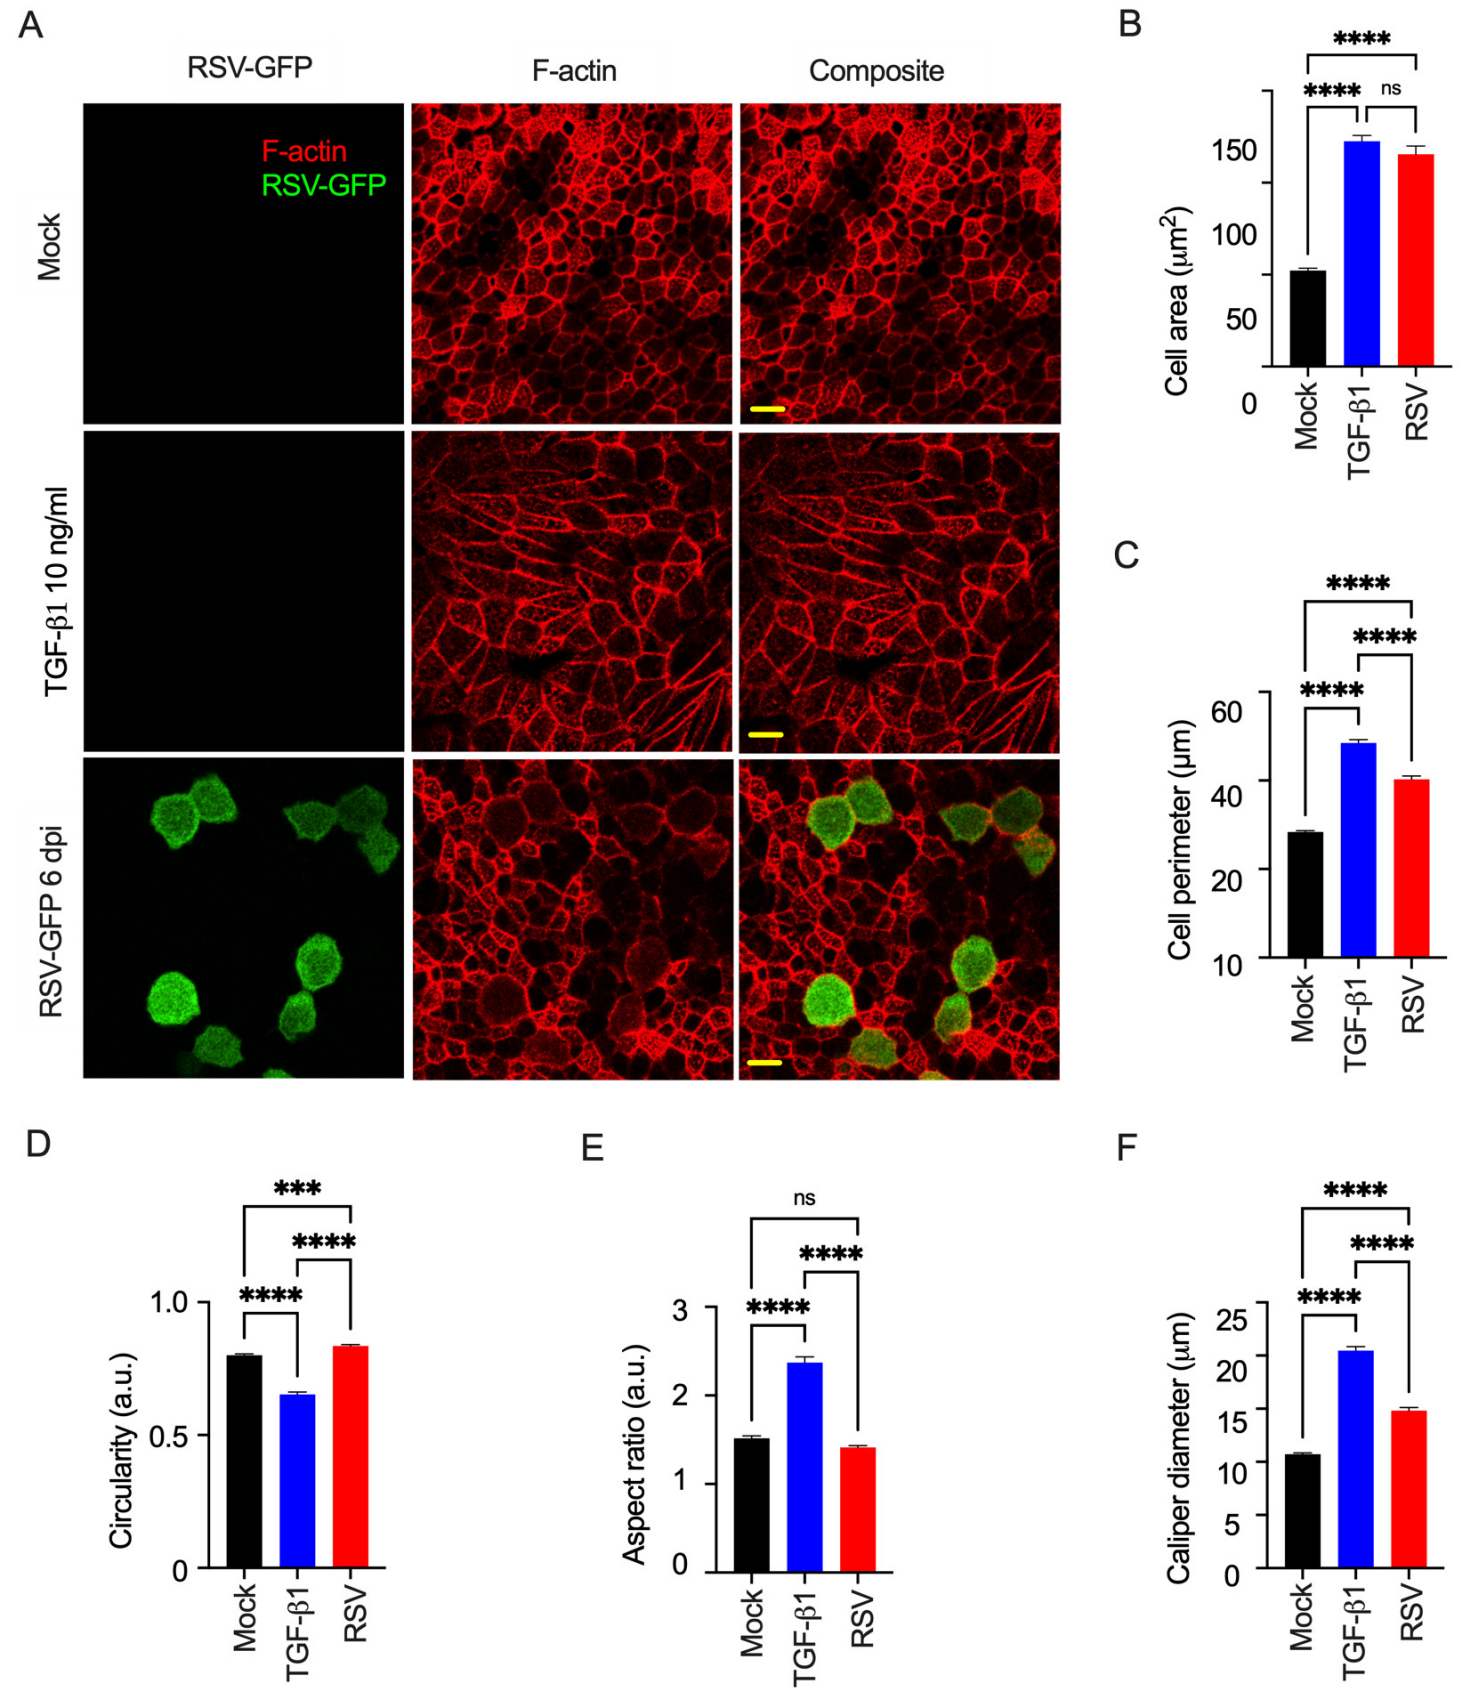 A
RSV-GFP
F-actin
Composite
F-actin
RSV-GFP
Mock
TGF-β1 10 ng/ml
RSV-GFP 6 dpi
B
****
**** ns
150
100
50
0
Cell area (μm²)
Mock
TGF-β1
RSV
C
****
****
****
60
40
20
10
Cell perimeter (μm)
Mock
TGF-β1
RSV
D
***
****
****
1.0
0.5
0
Circularity (a.u.)
Mock
TGF-β1
RSV
E
ns
****
****
3
2
1
0
Aspect ratio (a.u.)
Mock
TGF-β1
RSV
F
****
****
****
25
20
15
10
5
0
Caliper diameter (μm)
Mock
TGF-β1
RSV